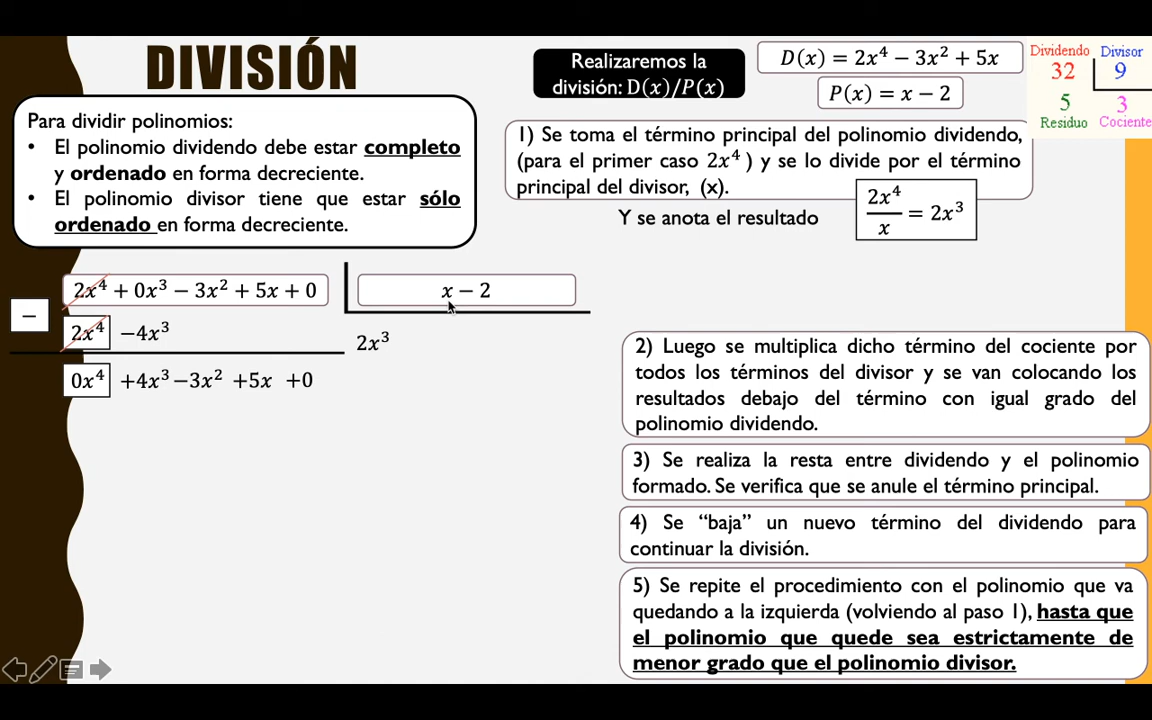 DIVISIÓN
Para dividir polinomios:
• El polinomio dividendo debe estar completo
y ordenado en forma decreciente.
• El polinomio divisor tiene que estar sólo
ordenado en forma decreciente.
Realizaremos la
división: D(x)/P(x)
D(x) = 2x⁴ − 3x² + 5x
P(x) = x − 2
Dividendo Divisor
32 9
5 3
Residuo Cociente
1) Se toma el término principal del polinomio dividendo,
(para el primer caso 2x⁴ ) y se lo divide por el término
principal del divisor, (x).
Y se anota el resultado
2x⁴
/x = 2x³
2x⁴ + 0x³ − 3x² + 5x + 0
x − 2
−
2x⁴ −4x³
2x³
0x⁴ +4x³ −3x² +5x +0
2) Luego se multiplica dicho término del cociente por
todos los términos del divisor y se van colocando los
resultados debajo del término con igual grado del
polinomio dividendo.
3) Se realiza la resta entre dividendo y el polinomio
formado. Se verifica que se anule el término principal.
4) Se “baja” un nuevo término del dividendo para
continuar la división.
5) Se repite el procedimiento con el polinomio que va
quedando a la izquierda (volviendo al paso 1), hasta que
el polinomio que quede sea estrictamente de
menor grado que el polinomio divisor.